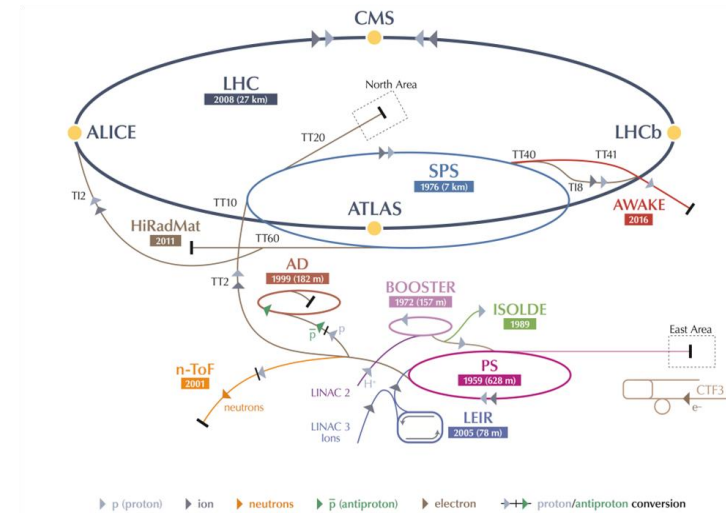 CMS
LHC
2008 (27 km)
North Area
ALICE
TT20
LHCb
TT40
TT41
SPS
1976 (7 km)
TI8
TI2
TT10
ATLAS
AWAKE
2016
HiRadMat
2011
TT60
AD
1999 (182 m)
TT2
BOOSTER
1972 (157 m)
ISOLDE
1989
p̅
p
East Area
n-ToF
2001
PS
1959 (628 m)
H⁺
LINAC 2
neutrons
CTF3
e⁻
LINAC 3
Ions
LEIR
2005 (78 m)
p (proton)
ion
neutrons
p̅ (antiproton)
electron
proton/antiproton conversion